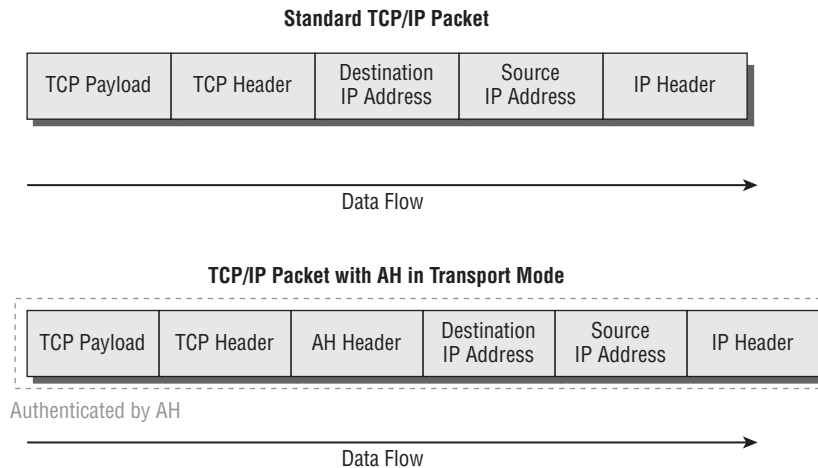 Standard TCP/IP Packet
TCP Payload
TCP Header
Destination
IP Address
Source
IP Address
IP Header
Data Flow
TCP/IP Packet with AH in Transport Mode
TCP Payload
TCP Header
AH Header
Destination
IP Address
Source
IP Address
IP Header
Authenticated by AH
Data Flow